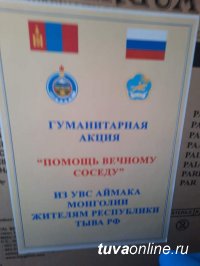 ГУМАНИТАРНАЯ
АКЦИЯ
"ПОМОЩЬ ВЕЧНОМУ
СОСЕДУ"
ИЗ УВС АЙМАКА
МОНГОЛИИ
ЖИТЕЛЯМ РЕСПУБЛИКИ
ТЫВА РФ
tuvaonline.ru